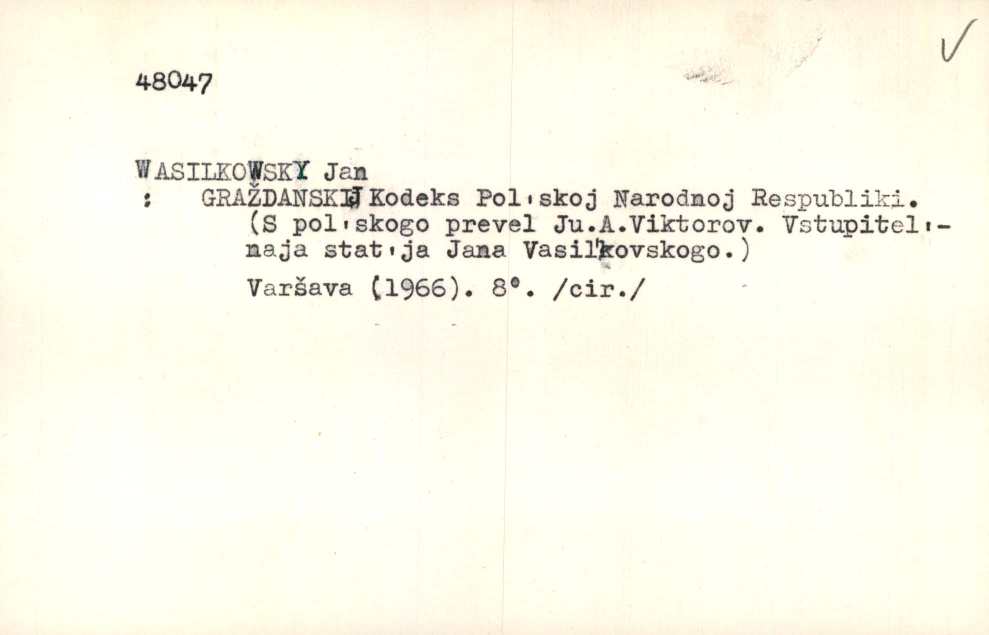 48047
WASILKOWSKY Jan
: GRAŽDANSKIJ Kodeks Pol'skoj Narodnoj Respubliki.
(S pol'skogo prevel Ju.A.Viktorov. Vstupitel'-
naja stat'ja Jana Vasil'kovskogo.)
Varšava (1966). 8°. /cir./